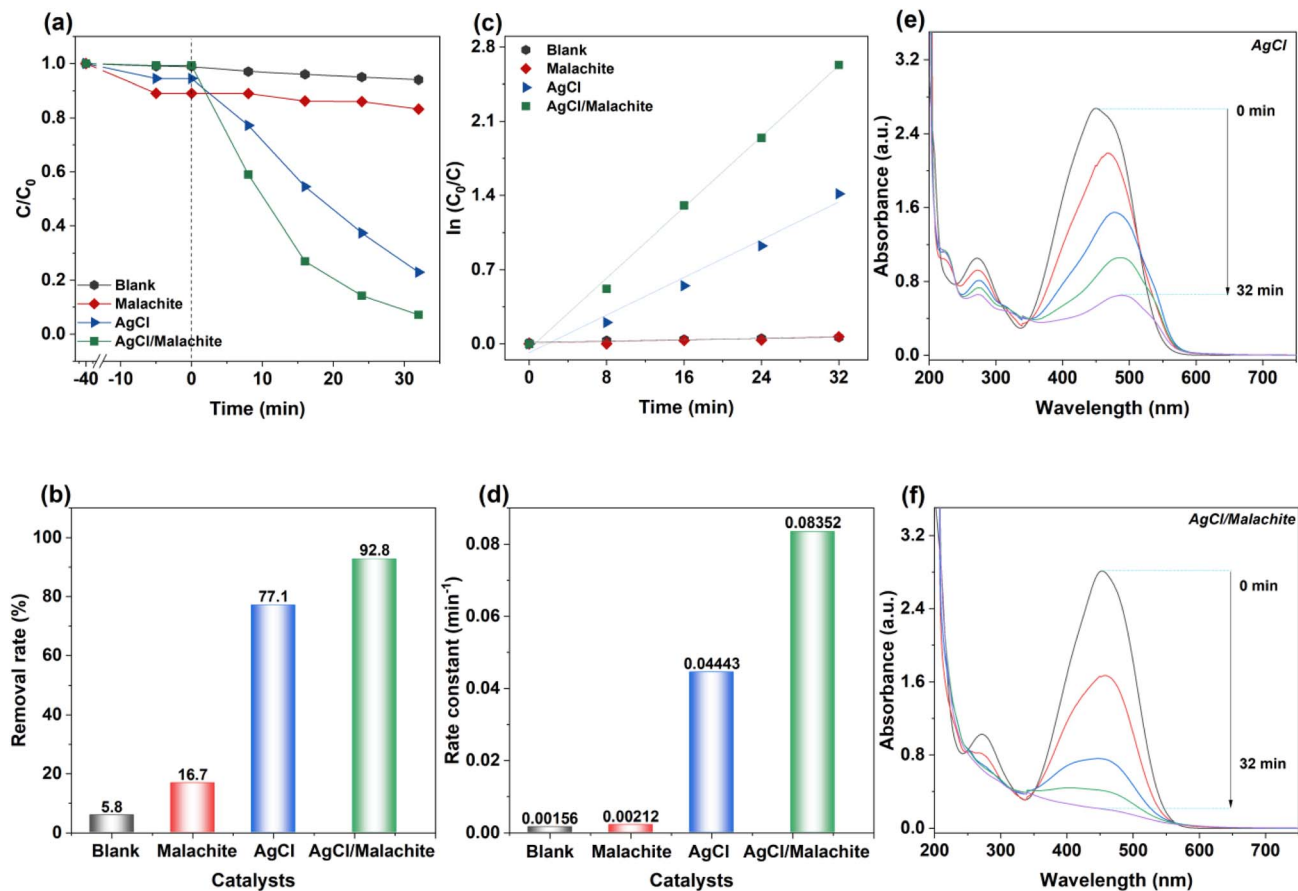 (a)
1.0
0.8
0.6
0.4
0.2
0.0
C/C0
Blank
Malachite
AgCl
AgCl/Malachite
-40 -10 0 10 20 30
Time (min)
(c)
2.8
2.1
1.4
0.7
0.0
ln (C0/C)
Blank
Malachite
AgCl
AgCl/Malachite
0 8 16 24 32
Time (min)
(e)
AgCl
3.2
2.4
1.6
0.8
0.0
Absorbance (a.u.)
0 min
32 min
200 300 400 500 600 700
Wavelength (nm)
(b)
100
80
60
40
20
0
Removal rate (%)
5.8
16.7
77.1
92.8
Blank Malachite AgCl AgCl/Malachite
Catalysts
(d)
0.08
0.06
0.04
0.02
0.00
Rate constant (min-1)
0.00156
0.00212
0.04443
0.08352
Blank Malachite AgCl AgCl/Malachite
Catalysts
(f)
AgCl/Malachite
3.2
2.4
1.6
0.8
0.0
Absorbance (a.u.)
0 min
32 min
200 300 400 500 600 700
Wavelength (nm)